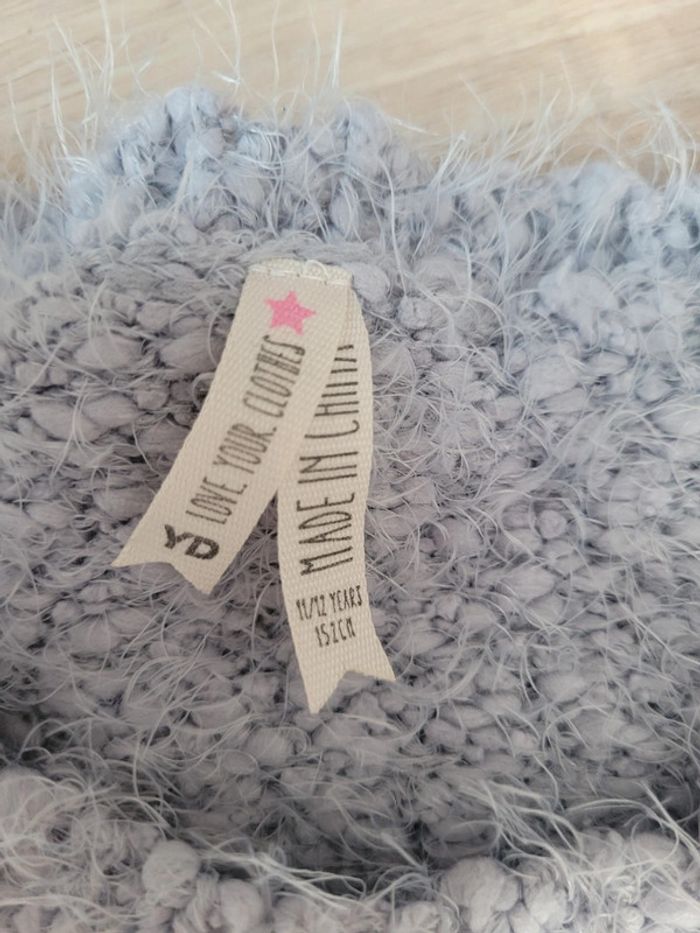 YD LOVE YOUR CLOTHES
MADE IN CHINA
11/12 YEARS
152CM